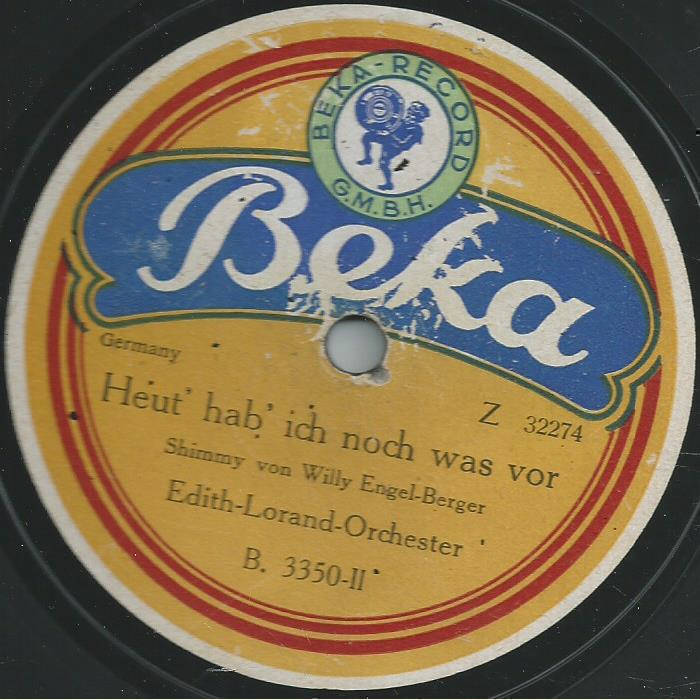 BEKA-RECORD
G.M.B.H.
Beka
Germany
Z 32274
Heut' hab' ich noch was vor
Shimmy von Willy Engel-Berger
Edith-Lorand-Orchester
B. 3350-II